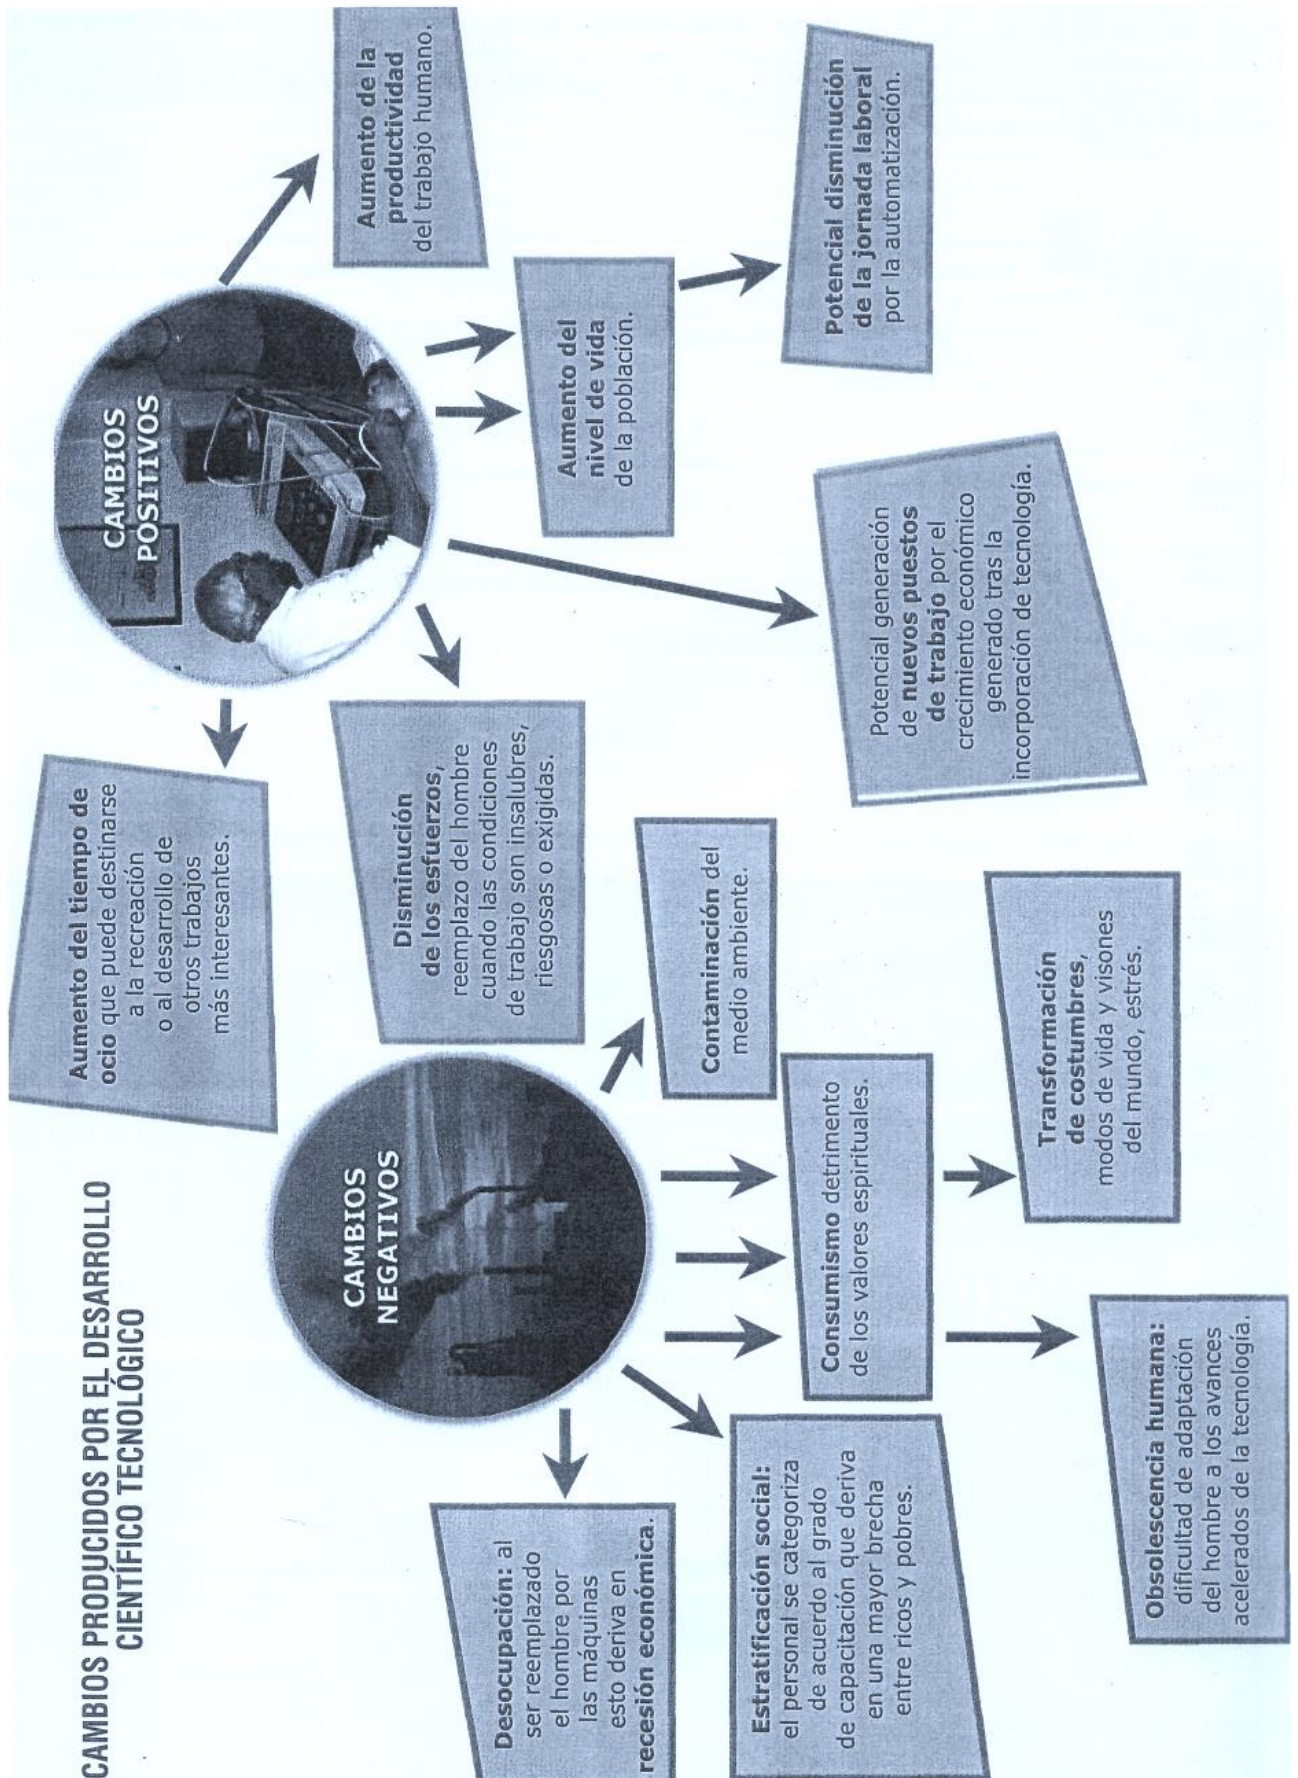 CAMBIOS PRODUCIDOS POR EL DESARROLLO
CIENTÍFICO TECNOLÓGICO
CAMBIOS
POSITIVOS
Aumento del tiempo de
ocio que puede destinarse
a la recreación
o al desarrollo de
otros trabajos
más interesantes.
Disminución
de los esfuerzos,
reemplazo del hombre
cuando las condiciones
de trabajo son insalubres,
riesgosas o exigidas.
Potencial generación
de nuevos puestos
de trabajo por el
crecimiento económico
generado tras la
incorporación de tecnología.
Aumento del
nivel de vida
de la población.
Aumento de la
productividad
del trabajo humano.
Potencial disminución
de la jornada laboral
por la automatización.
CAMBIOS
NEGATIVOS
Desocupación: al
ser reemplazado
el hombre por
las máquinas
esto deriva en
recesión económica.
Estratificación social:
el personal se categoriza
de acuerdo al grado
de capacitación que deriva
en una mayor brecha
entre ricos y pobres.
Consumismo detrimento
de los valores espirituales.
Contaminación del
medio ambiente.
Obsolescencia humana:
dificultad de adaptación
del hombre a los avances
acelerados de la tecnología.
Transformación
de costumbres,
modos de vida y visones
del mundo, estrés.